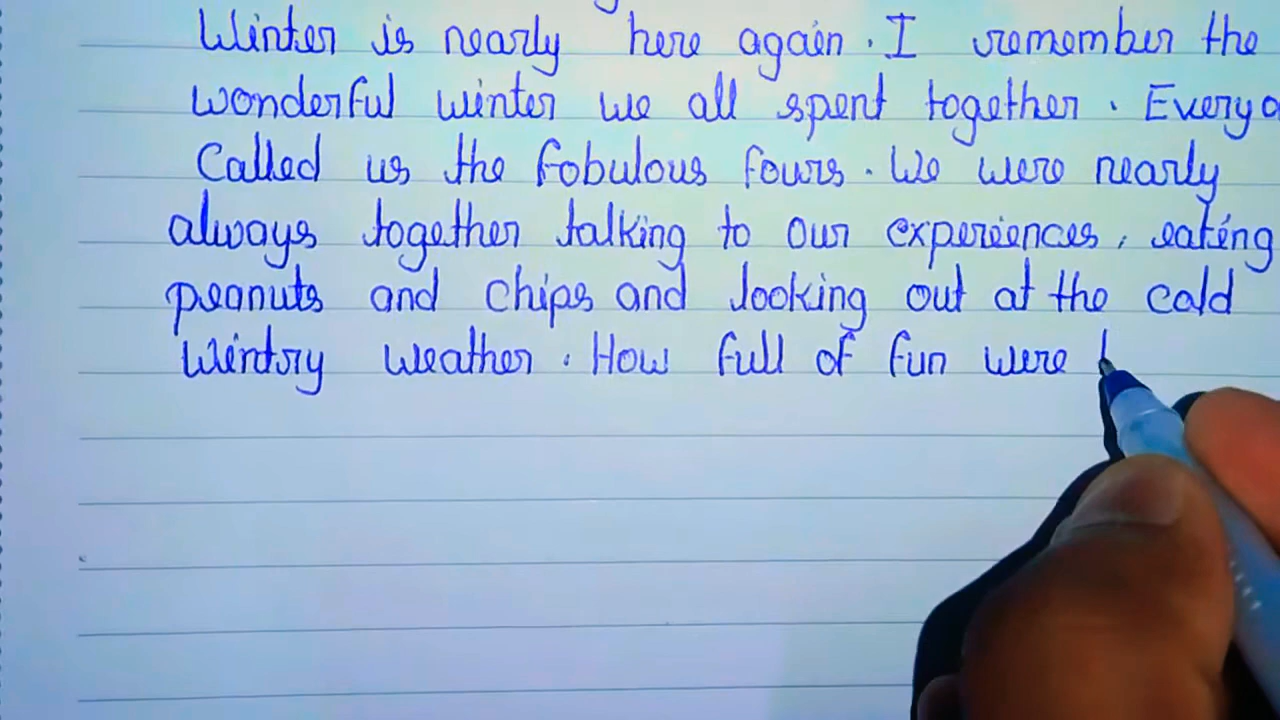 Winter is nearly here again. I remember the
wonderful winter we all spent together. Everyo
Called us the fobulous fours. We were nearly
always together talking to our experiences, eating
peanuts and chips and looking out at the cold
Wintry weather. How full of fun were